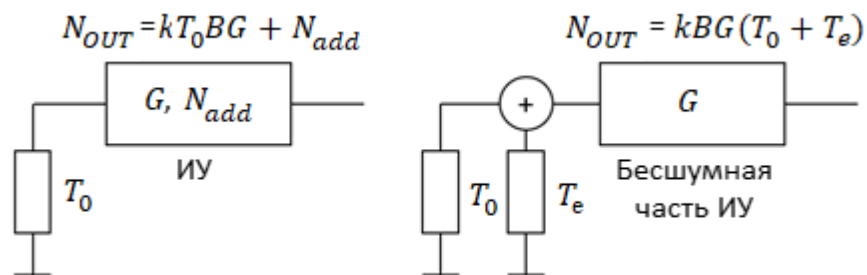 N_OUT = kT_0BG + N_add
G, N_add
ИУ
T_0
N_OUT = kBG(T_0 + T_e)
+
G
T_0
T_e
Бесшумная
часть ИУ